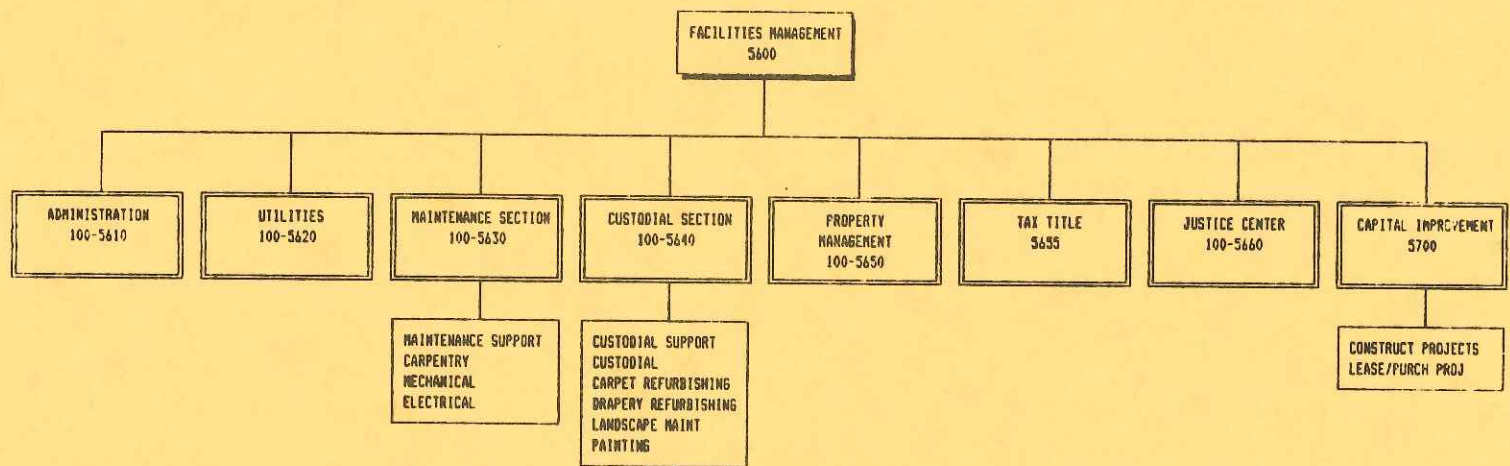 FACILITIES MANAGEMENT
5600
ADMINISTRATION
100-5610
UTILITIES
100-5620
MAINTENANCE SECTION
100-5630
CUSTODIAL SECTION
100-5640
PROPERTY
MANAGEMENT
100-5650
TAX TITLE
5655
JUSTICE CENTER
100-5660
CAPITAL IMPROVEMENT
5700
MAINTENANCE SUPPORT
CARPENTRY
MECHANICAL
ELECTRICAL
CUSTODIAL SUPPORT
CUSTODIAL
CARPET REFURBISHING
DRAPERY REFURBISHING
LANDSCAPE MAINT
PAINTING
CONSTRUCT PROJECTS
LEASE/PURCH PROJ